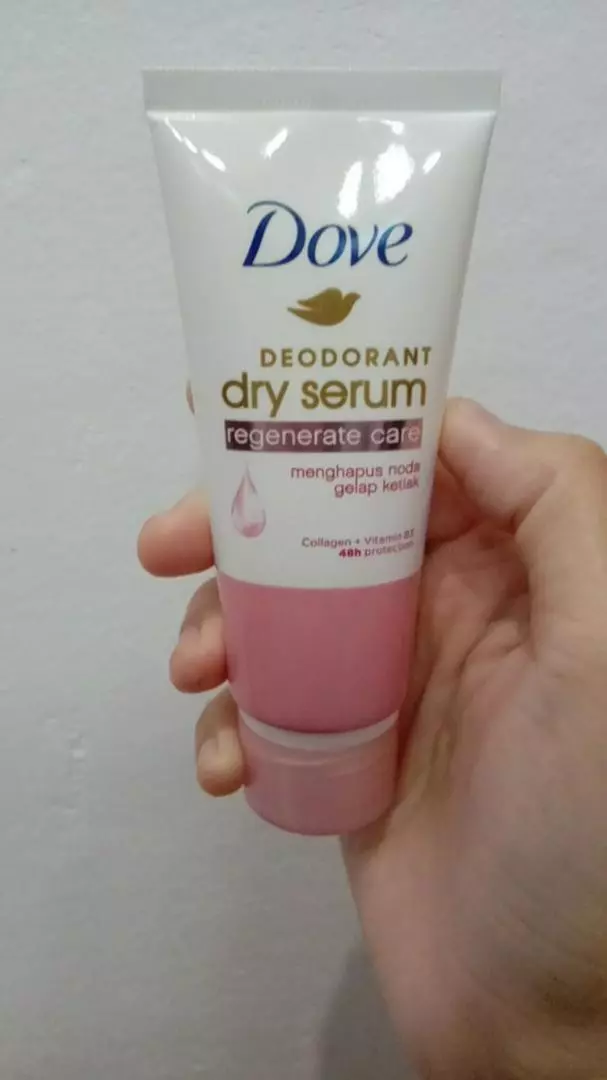 Dove
DEODORANT
dry serum
regenerate care
menghapus noda
gelap ketiak
Collagen + Vitamin B3
48h protection